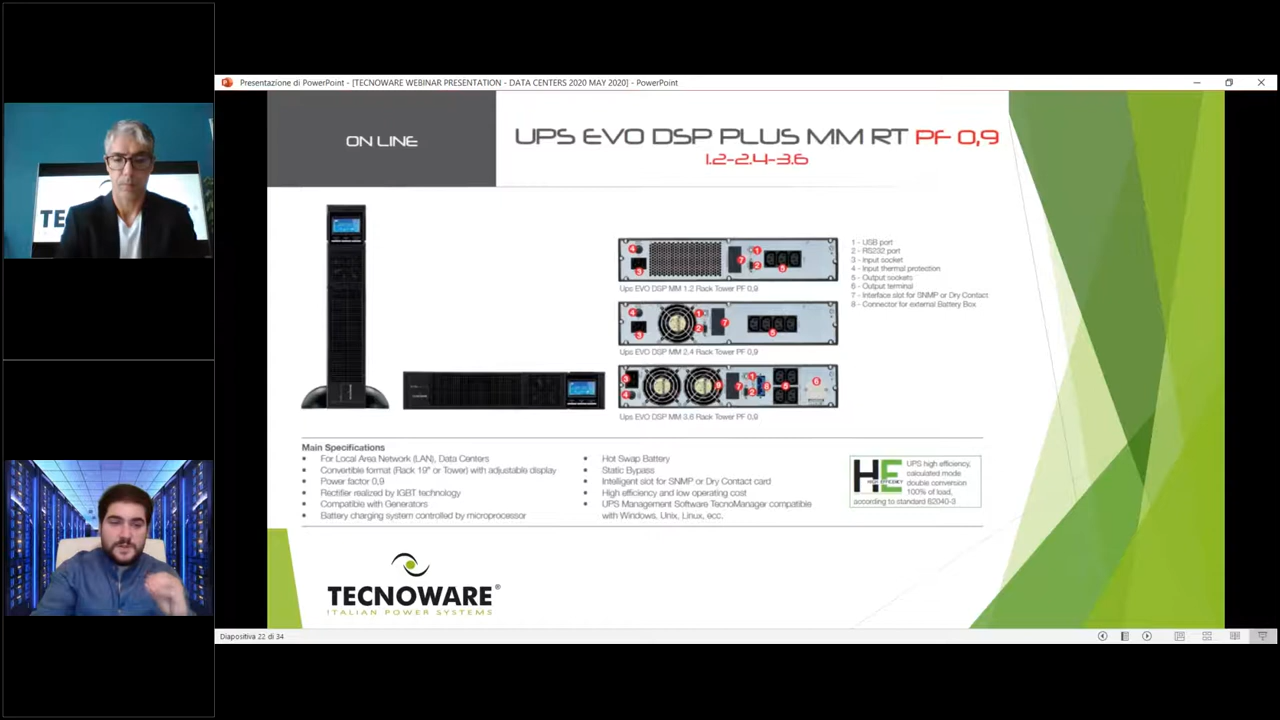 Presentazione di PowerPoint - [TECNOWARE WEBINAR PRESENTATION - DATA CENTERS 2020 MAY 2020] - PowerPoint
ON LINE
UPS EVO DSP PLUS MM RT PF 0,9
1.2-2.4-3.6
Ups EVO DSP MM 1.2 Rack Tower PF 0,9
Ups EVO DSP MM 2.4 Rack Tower PF 0,9
Ups EVO DSP MM 3.6 Rack Tower PF 0,9
1 - USB port
2 - RS232 port
3 - Input socket
4 - Input thermal protection
5 - Output sockets
6 - Output terminal
7 - Interface slot for SNMP or Dry Contact
8 - Connector for external Battery Box
Main Specifications
• For Local Area Network (LAN), Data Centers
• Convertible format (Rack 19" or Tower) with adjustable display
• Power factor 0,9
• Rectifier realized by IGBT technology
• Compatible with Generators
• Battery charging system controlled by microprocessor
• Hot Swap Battery
• Static Bypass
• Intelligent slot for SNMP or Dry Contact card
• High efficiency and low operating cost
• UPS Management Software TecnoManager compatible
with Windows, Unix, Linux, ecc.
HE
HIGH EFFICIENCY
UPS high efficiency,
calculated mode
double conversion
100% of load,
according to standard 62040-3
TECNOWARE®
ITALIAN POWER SYSTEMS
Diapositiva 22 di 34